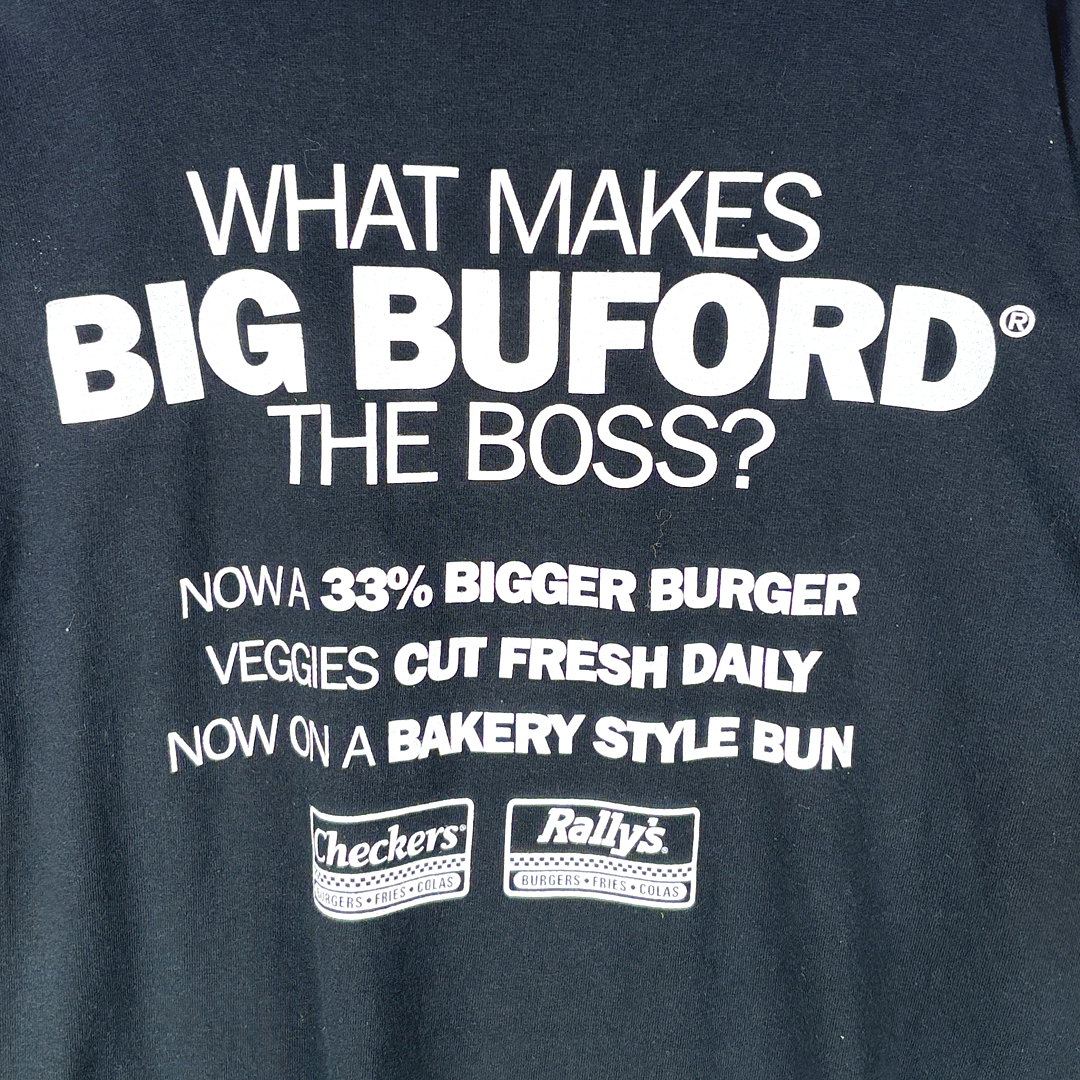 WHAT MAKES
BIG BUFORD®
THE BOSS?
NOW A 33% BIGGER BURGER
VEGGIES CUT FRESH DAILY
NOW ON A BAKERY STYLE BUN
Checkers®
BURGERS • FRIES • COLAS
Rally's®
BURGERS • FRIES • COLAS